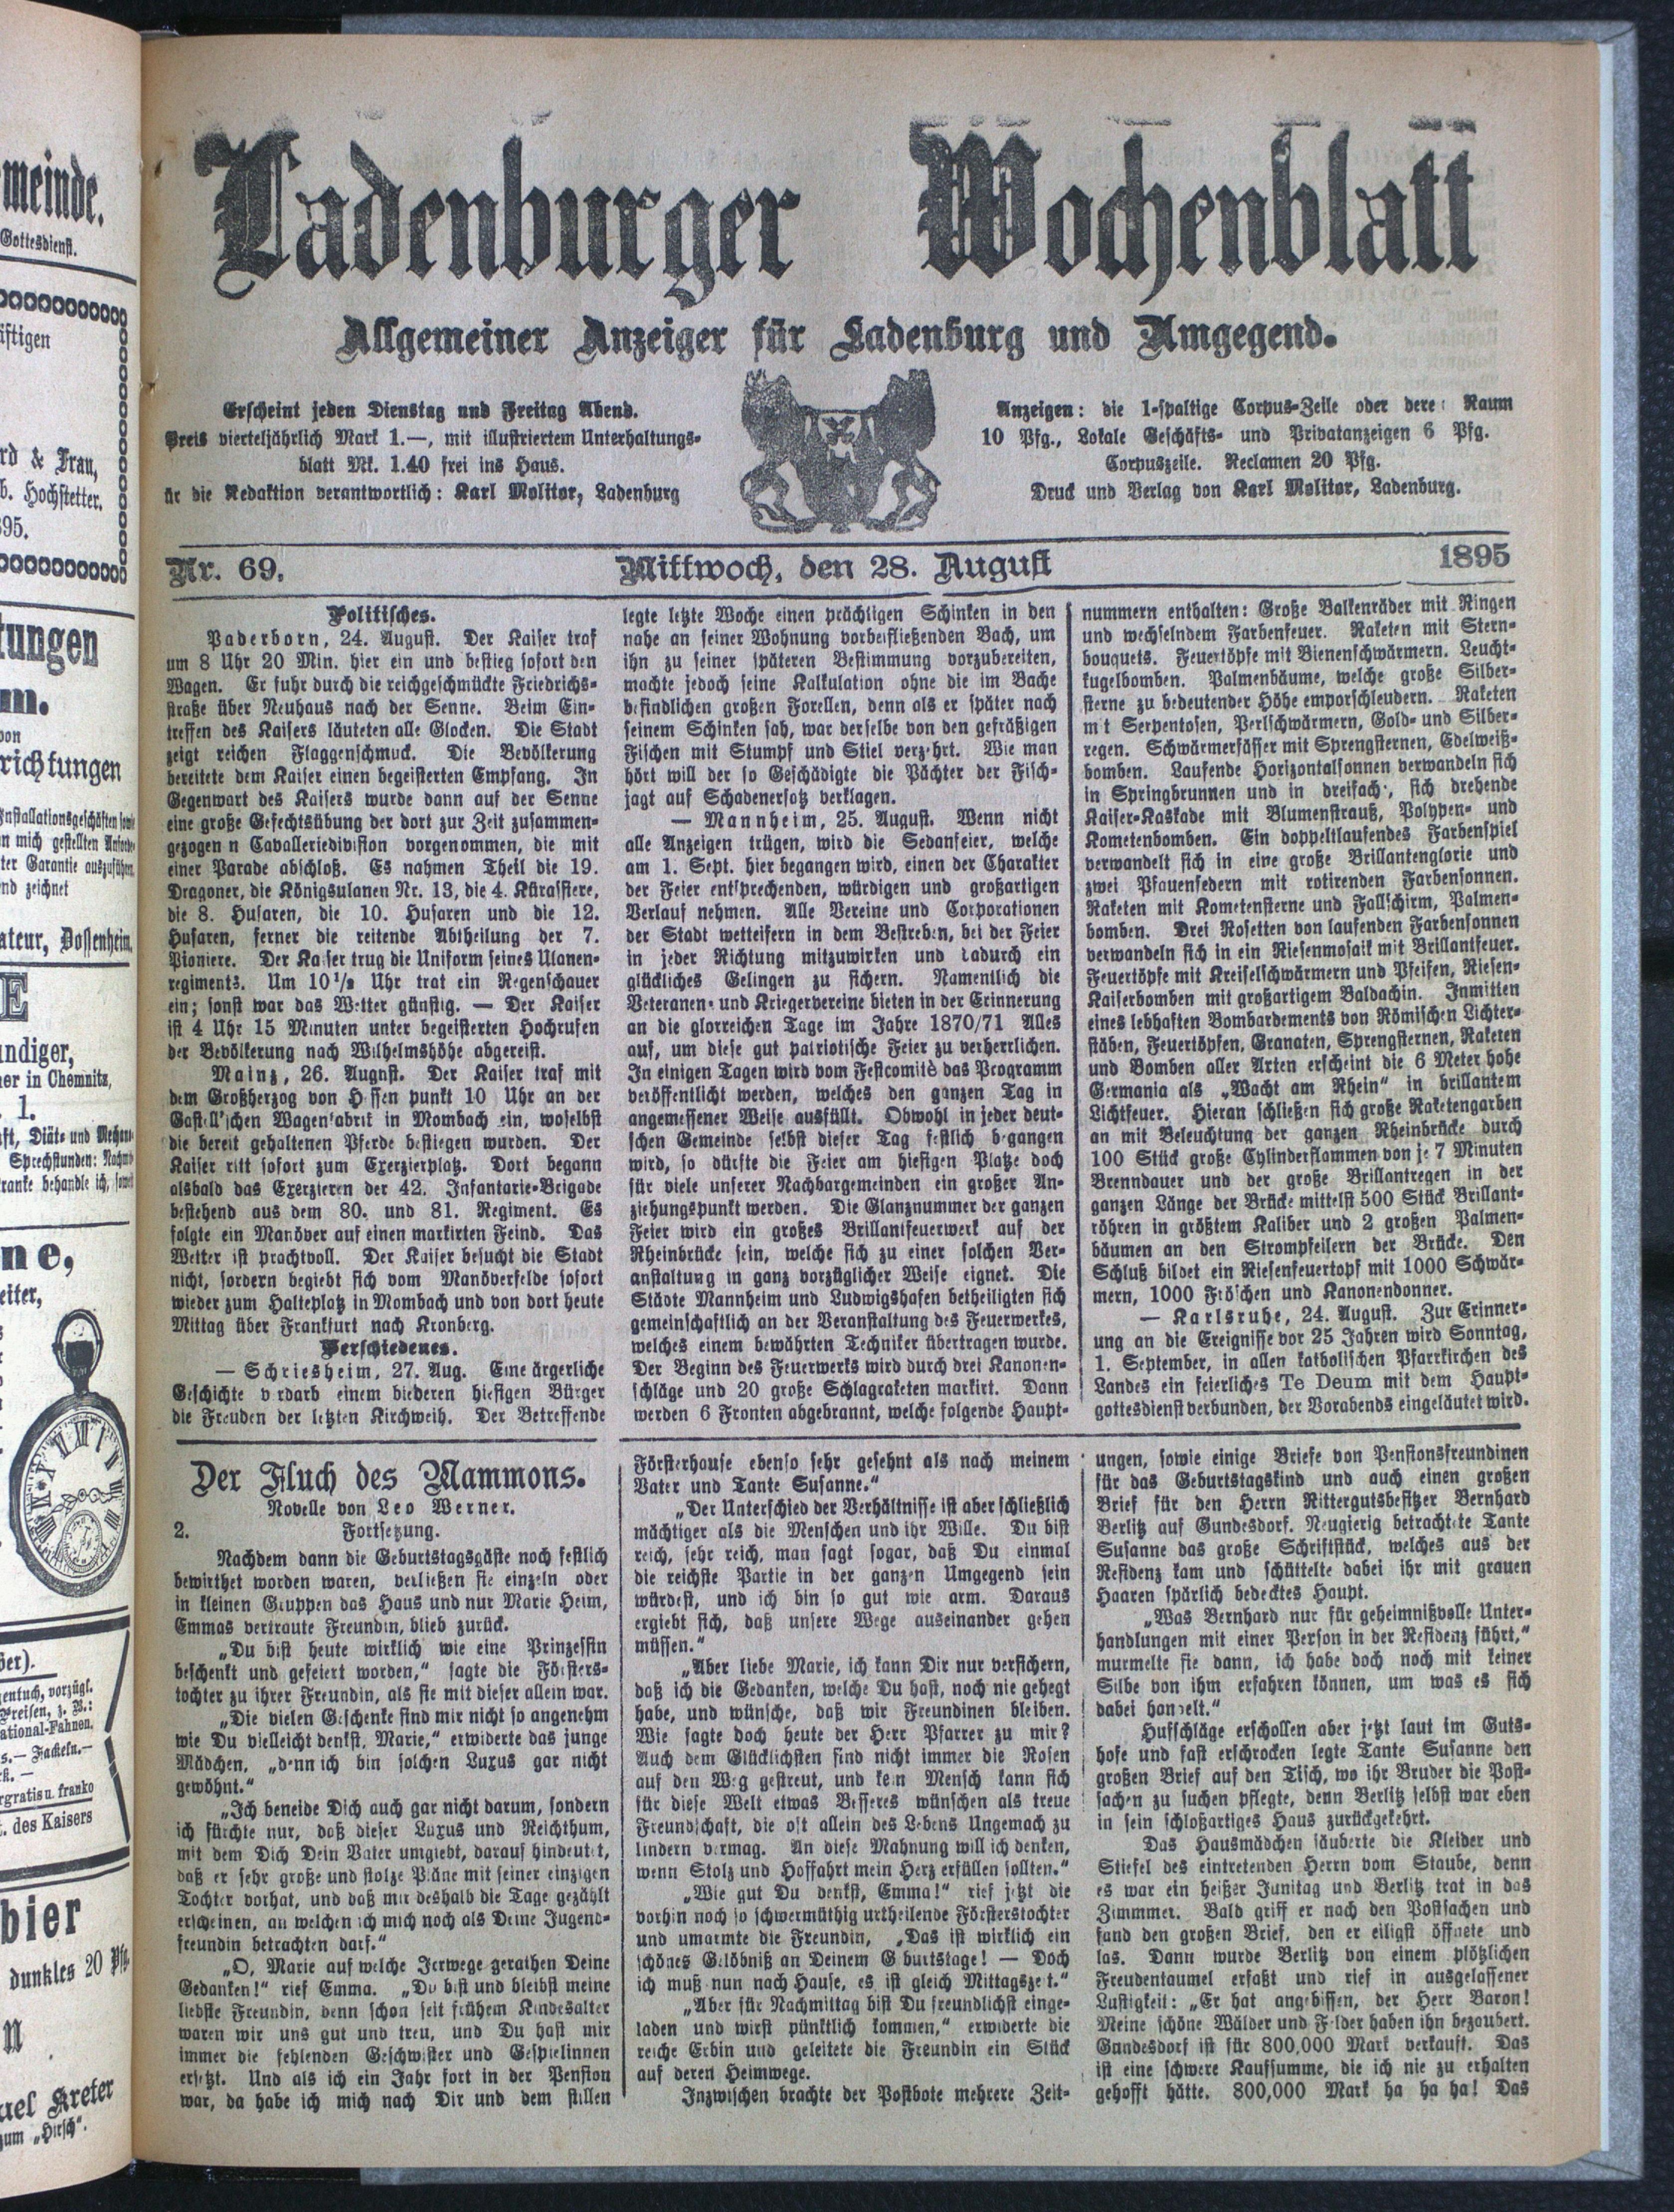 Ladenburger Wochenblatt
Allgemeiner Anzeiger für Ladenburg und Umgegend.
Erscheint jeden Dienstag und Freitag Abend.
Preis vierteljährlich Mark 1.—, mit illustriertem Unterhaltungs-
blatt Mk. 1.40 frei ins Haus.
ür die Redaktion verantwortlich: Karl Molitor, Ladenburg
Anzeigen: die 1-spaltige Corpus-Zeile oder dere Raum
10 Pfg., Lokale Geschäfts- und Privatanzeigen 6 Pfg.
Corpuszeile. Reclamen 20 Pfg.
Druck und Verlag von Karl Molitor, Ladenburg.
Nr. 69. Mittwoch, den 28. August 1895
Politisches.
Paderborn, 24. August. Der Kaiser traf
um 8 Uhr 20 Min. hier ein und bestieg sofort den
Wagen. Er fuhr durch die reichgeschmückte Friedrichs-
straße über Neuhaus nach der Senne. Beim Ein-
treffen des Kaisers läuteten alle Glocken. Die Stadt
zeigt reichen Flaggenschmuck. Die Bevölkerung
bereitete dem Kaiser einen begeisterten Empfang. In
Gegenwart des Kaisers wurde dann auf der Senne
eine große Gefechtsübung der dort zur Zeit zusammen-
gezogen n Cavalleriedivision vorgenommen, die mit
einer Parade abschloß. Es nahmen Theil die 19.
Dragoner, die Königsulanen Nr. 13, die 4. Kürassiere,
die 8. Husaren, die 10. Husaren und die 12.
Husaren, ferner die reitende Abtheilung der 7.
Pioniere. Der Kaiser trug die Uniform seines Ulanen-
regiments. Um 10½ Uhr trat ein Regenschauer
ein; sonst war das Wetter günstig. — Der Kaiser
ist 4 Uhr 15 Minuten unter begeisterten Hochrufen
der Bevölkerung nach Wilhelmshöhe abgereist.
Mainz, 26. August. Der Kaiser traf mit
dem Großherzog von Hessen punkt 10 Uhr an der
Gastell'schen Wagenfabrik in Mombach ein, woselbst
die bereit gehaltenen Pferde bestiegen wurden. Der
Kaiser ritt sofort zum Exerzierplatz. Dort begann
alsbald das Exerzieren der 42. Infantarie-Brigade
bestehend aus dem 80. und 81. Regiment. Es
folgte ein Manöver auf einen markirten Feind. Das
Wetter ist prachtvoll. Der Kaiser besucht die Stadt
nicht, sondern begiebt sich vom Manöverfelde sofort
wieder zum Halteplatz in Mombach und von dort heute
Mittag über Frankfurt nach Kronberg.
Verschiedenes.
— Schriesheim, 27. Aug. Eine ärgerliche
Geschichte v rdarb einem biederen hiesigen Bürger
die Freuden der letzten Kirchweih. Der Betreffende
legte letzte Woche einen prächtigen Schinken in den
nahe an seiner Wohnung vorbeifließenden Bach, um
ihn zu seiner späteren Bestimmung vorzubereiten,
machte jedoch seine Kalkulation ohne die im Bache
befindlichen großen Forellen, denn als er später nach
seinem Schinken sah, war derselbe von den gefräßigen
Fischen mit Stumpf und Stiel verzehrt. Wie man
hört will der so Geschädigte die Pächter der Fisch-
jagt auf Schadenersatz verklagen.
— Mannheim, 25. August. Wenn nicht
alle Anzeigen trügen, wird die Sedanfeier, welche
am 1. Sept. hier begangen wird, einen der Charakter
der Feier entsprechenden, würdigen und großartigen
Verlauf nehmen. Alle Vereine und Corporationen
der Stadt wetteifern in dem Bestreben, bei der Feier
in jeder Richtung mitzuwirken und dadurch ein
glückliches Gelingen zu sichern. Namentlich die
Veteranen- und Kriegervereine bieten in der Erinnerung
an die glorreichen Tage im Jahre 1870/71 Alles
auf, um diese gut patriotische Feier zu verherrlichen.
In einigen Tagen wird vom Festcomitè das Programm
veröffentlicht werden, welches den ganzen Tag in
angemessener Weise ausfüllt. Obwohl in jeder deut-
schen Gemeinde selbst dieser Tag festlich begangen
wird, so dürfte die Feier am hiesigen Platze doch
für viele unserer Nachbargemeinden ein großer An-
ziehungspunkt werden. Die Glanznummer der ganzen
Feier wird ein großes Brillantfeuerwerk auf der
Rheinbrücke sein, welche sich zu einer solchen Ver-
anstaltung in ganz vorzüglicher Weise eignet. Die
Städte Mannheim und Ludwigshafen betheiligten sich
gemeinschaftlich an der Veranstaltung des Feuerwerkes,
welches einem bewährten Techniker übertragen wurde.
Der Beginn des Feuerwerks wird durch drei Kanonen-
schläge und 20 große Schlagraketen markirt. Dann
werden 6 Fronten abgebrannt, welche folgende Haupt-
nummern enthalten: Große Balkenräder mit Ringen
und wechselndem Farbenfeuer. Raketen mit Stern-
bouquets. Feuertöpfe mit Bienenschwärmern. Leucht-
kugelbomben. Palmenbäume, welche große Silber-
sterne zu bedeutender Höhe emporschleudern. Raketen
mit Serpentosen, Perlschwärmern, Gold- und Silber-
regen. Schwärmerfässer mit Sprengsternen, Edelweiß-
bomben. Laufende Horizontalsonnen verwandeln sich
in Springbrunnen und in dreifach, sich drehende
Kaiser-Kaskade mit Blumenstrauß, Polypen- und
Kometenbomben. Ein doppeltlaufendes Farbenspiel
verwandelt sich in eine große Brillantenglorie und
zwei Pfauenfedern mit rotirenden Farbensonnen.
Raketen mit Kometensterne und Fallschirm, Palmen-
bomben. Drei Rosetten von laufenden Farbensonnen
verwandeln sich in ein Riesenmosaik mit Brillantfeuer.
Feuertöpfe mit Kreiselschwärmern und Pfeifen, Riesen-
Kaiserbomben mit großartigem Baldachin. Inmitten
eines lebhaften Bombardements von Römischen Lichter-
stäben, Feuertöpfen, Granaten, Sprengsternen, Raketen
und Bomben aller Arten erscheint die 6 Meter hohe
Germania als „Wacht am Rhein“ in brillantem
Lichtfeuer. Hieran schließen sich große Raketengarben
an mit Beleuchtung der ganzen Rheinbrücke durch
100 Stück große Cylinderflammen von je 7 Minuten
Brenndauer und der große Brillantregen in der
ganzen Länge der Brücke mittelst 500 Stück Brillant-
röhren in größtem Kaliber und 2 großen Palmen-
bäumen an den Strompfeilern der Brücke. Den
Schluß bildet ein Riesenfeuertopf mit 1000 Schwär-
mern, 1000 Fröschen und Kanonendonner.
— Karlsruhe, 24. August. Zur Erinner-
ung an die Ereignisse vor 25 Jahren wird Sonntag,
1. September, in allen katholischen Pfarrkirchen des
Landes ein feierliches Te Deum mit dem Haupt-
gottesdienst verbunden, der Vorabends eingeläutet wird.
Der Fluch des Mammons.
Novelle von Leo Werner.
2. Fortsetzung.
Nachdem dann die Geburtstagsgäste noch festlich
bewirthet worden waren, verließen sie einzeln oder
in kleinen Gruppen das Haus und nur Marie Heim,
Emmas vertraute Freundin, blieb zurück.
„Du bist heute wirklich wie eine Prinzessin
beschenkt und gefeiert worden,“ sagte die Försters-
tochter zu ihrer Freundin, als sie mit dieser allein war.
„Die vielen Geschenke sind mir nicht so angenehm
wie Du vielleicht denkst, Marie,“ erwiderte das junge
Mädchen, „denn ich bin solchen Luxus gar nicht
gewöhnt.“
„Ich beneide Dich auch gar nicht darum, sondern
ich fürchte nur, daß dieser Luxus und Reichthum,
mit dem Dich Dein Vater umgiebt, darauf hindeutet,
daß er sehr große und stolze Pläne mit seiner einzigen
Tochter vorhat, und daß mir deshalb die Tage gezählt
erscheinen, an welchen ich mich noch als Deine Jugend-
freundin betrachten darf.“
„O, Marie auf welche Irrwege gerathen Deine
Gedanken!“ rief Emma. „Du bist und bleibst meine
liebste Freundin, denn schon seit frühem Kindesalter
waren wir uns gut und treu, und Du hast mir
immer die fehlenden Geschwister und Gespielinnen
ersetzt. Und als ich ein Jahr fort in der Pension
war, da habe ich mich nach Dir und dem stillen
Försterhause ebenso sehr gesehnt als nach meinem
Vater und Tante Susanne.“
„Der Unterschied der Verhältnisse ist aber schließlich
mächtiger als die Menschen und ihr Wille. Du bist
reich, sehr reich, man sagt sogar, daß Du einmal
die reichste Partie in der ganzen Umgegend sein
würdest, und ich bin so gut wie arm. Daraus
ergiebt sich, daß unsere Wege auseinander gehen
müssen.“
„Aber liebe Marie, ich kann Dir nur versichern,
daß ich die Gedanken, welche Du hast, noch nie gehegt
habe, und wünsche, daß wir Freundinen bleiben.
Wie sagte doch heute der Herr Pfarrer zu mir?
Auch dem Glücklichsten sind nicht immer die Rosen
auf den Weg gestreut, und kein Mensch kann sich
für diese Welt etwas Besseres wünschen als treue
Freundschaft, die oft allein des Lebens Ungemach zu
lindern vermag. An diese Mahnung will ich denken,
wenn Stolz und Hoffahrt mein Herz erfüllen sollten.“
„Wie gut Du denkst, Emma!“ rief jetzt die
vorhin noch so schwermüthig urtheilende Försterstochter
und umarmte die Freundin, „Das ist wirklich ein
schönes Gelöbniß an Deinem G burtstage! — Doch
ich muß nun nach Hause, es ist gleich Mittagszeit.“
„Aber für Nachmittag bist Du freundlichst einge-
laden und wirst pünktlich kommen,“ erwiderte die
reiche Erbin und geleitete die Freundin ein Stück
auf deren Heimwege.
Inzwischen brachte der Postbote mehrere Zeit-
ungen, sowie einige Briefe von Pensionsfreundinen
für das Geburtstagskind und auch einen großen
Brief für den Herrn Rittergutsbesitzer Bernhard
Berlitz auf Gundesdorf. Neugierig betrachtete Tante
Susanne das große Schriftstück, welches aus der
Residenz kam und schüttelte dabei ihr mit grauen
Haaren spärlich bedecktes Haupt.
„Was Bernhard nur für geheimnißvolle Unter-
handlungen mit einer Person in der Residenz führt,“
murmelte sie dann, ich habe doch noch mit keiner
Silbe von ihm erfahren können, um was es sich
dabei handelt.“
Hufschläge erschollen aber jetzt laut im Guts-
hofe und fast erschrocken legte Tante Susanne den
großen Brief auf den Tisch, wo ihr Bruder die Post-
sachen zu suchen pflegte, denn Berlitz selbst war eben
in sein schloßartiges Haus zurückgekehrt.
Das Hausmädchen säuberte die Kleider und
Stiefel des eintretenden Herrn vom Staube, denn
es war ein heißer Junitag und Berlitz trat in das
Zimmmer. Bald griff er nach den Postsachen und
fand den großen Brief, den er eiligst öffnete und
las. Dann wurde Berlitz von einem plötzlichen
Freudentaumel erfaßt und rief in ausgelassener
Lustigkeit: „Er hat angebissen, der Herr Baron!
Meine schöne Wälder und Felder haben ihn bezaubert.
Gundesdorf ist für 800,000 Mark verkauft. Das
ist eine schwere Kaufsumme, die ich nie zu erhalten
gehofft hätte. 800,000 Mark ha ha ha! Das
meinde.
Gottesdienst.
iftigen
rd & Frau,
b. Hochstetter.
895.
tungen
m.
von
richtungen
Installationsgeschäften sowie
n mich gestellten Anforde-
ter Garantie auszuführen
nd zeichnet
ateur, Dossenheim.
E
undiger,
er in Chemnitz,
1.
ft, Diät- und
Sprechstunden:
ranke behandle ich, sowie
ne,
eiter,
er).
gentuch, vorzügl.
Preisen, z. B.:
ational-Fahnen,
s.— Fackeln.—
rgratis u. franko
. des Kaisers
bier
dunkles 20 Pfg.
n
uel Kreter
zum „Hirsch“.